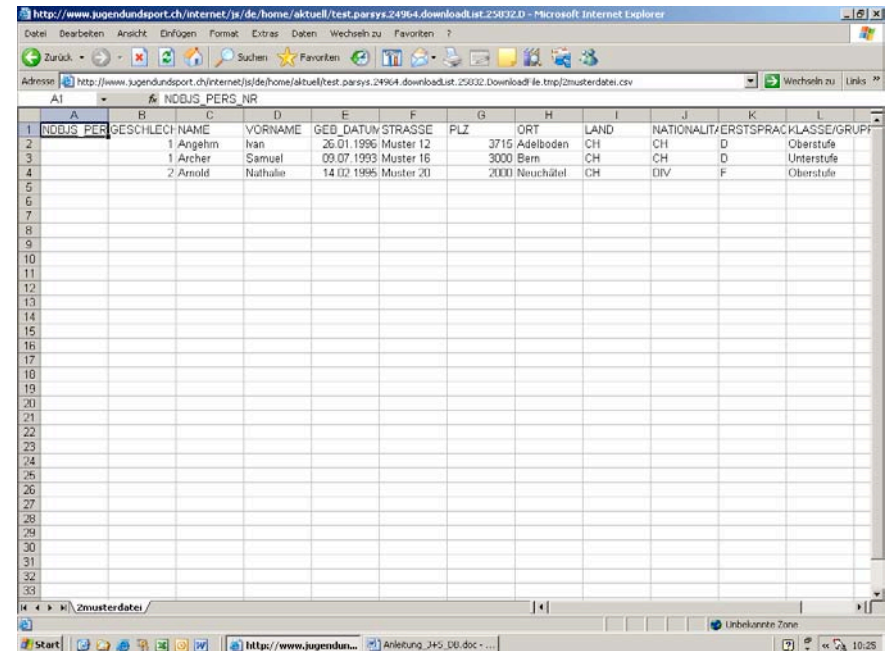 http://www.jugendundsport.ch/internet/js/de/home/aktuell/test.parsys.24964.downloadList.25032.D - Microsoft Internet Explorer
Datei Bearbeiten Ansicht Einfügen Format Extras Daten Wechseln zu Favoriten ?
Zurück Suchen Favoriten
Adresse http://www.jugendundsport.ch/internet/js/de/home/aktuell/test.parsys.24964.downloadList.25032.DownloadFile.tmp/2musterdatei.csv Wechseln zu Links »
A1 fx NDBJS_PERS_NR
A B C D E F G H I J K L
1 NDBJS_PER GESCHLECH NAME VORNAME GEB_DATUM STRASSE PLZ ORT LAND NATIONALITA ERSTSPRAC KLASSE/GRUPP
2 1 Angehrn Ivan 26.01.1996 Muster 12 3715 Adelboden CH CH D Oberstufe
3 1 Archer Samuel 09.07.1993 Muster 16 3000 Bern CH CH D Unterstufe
4 2 Arnold Nathalie 14.02.1995 Muster 20 2000 Neuchâtel CH DIV F Oberstufe
5
6
7
8
9
10
11
12
13
14
15
16
17
18
19
20
21
22
23
24
25
26
27
28
29
30
31
32
33
2musterdatei
Unbekannte Zone
Start http://www.jugendun... Anleitung_J+S_DB.doc - ... « 10:25